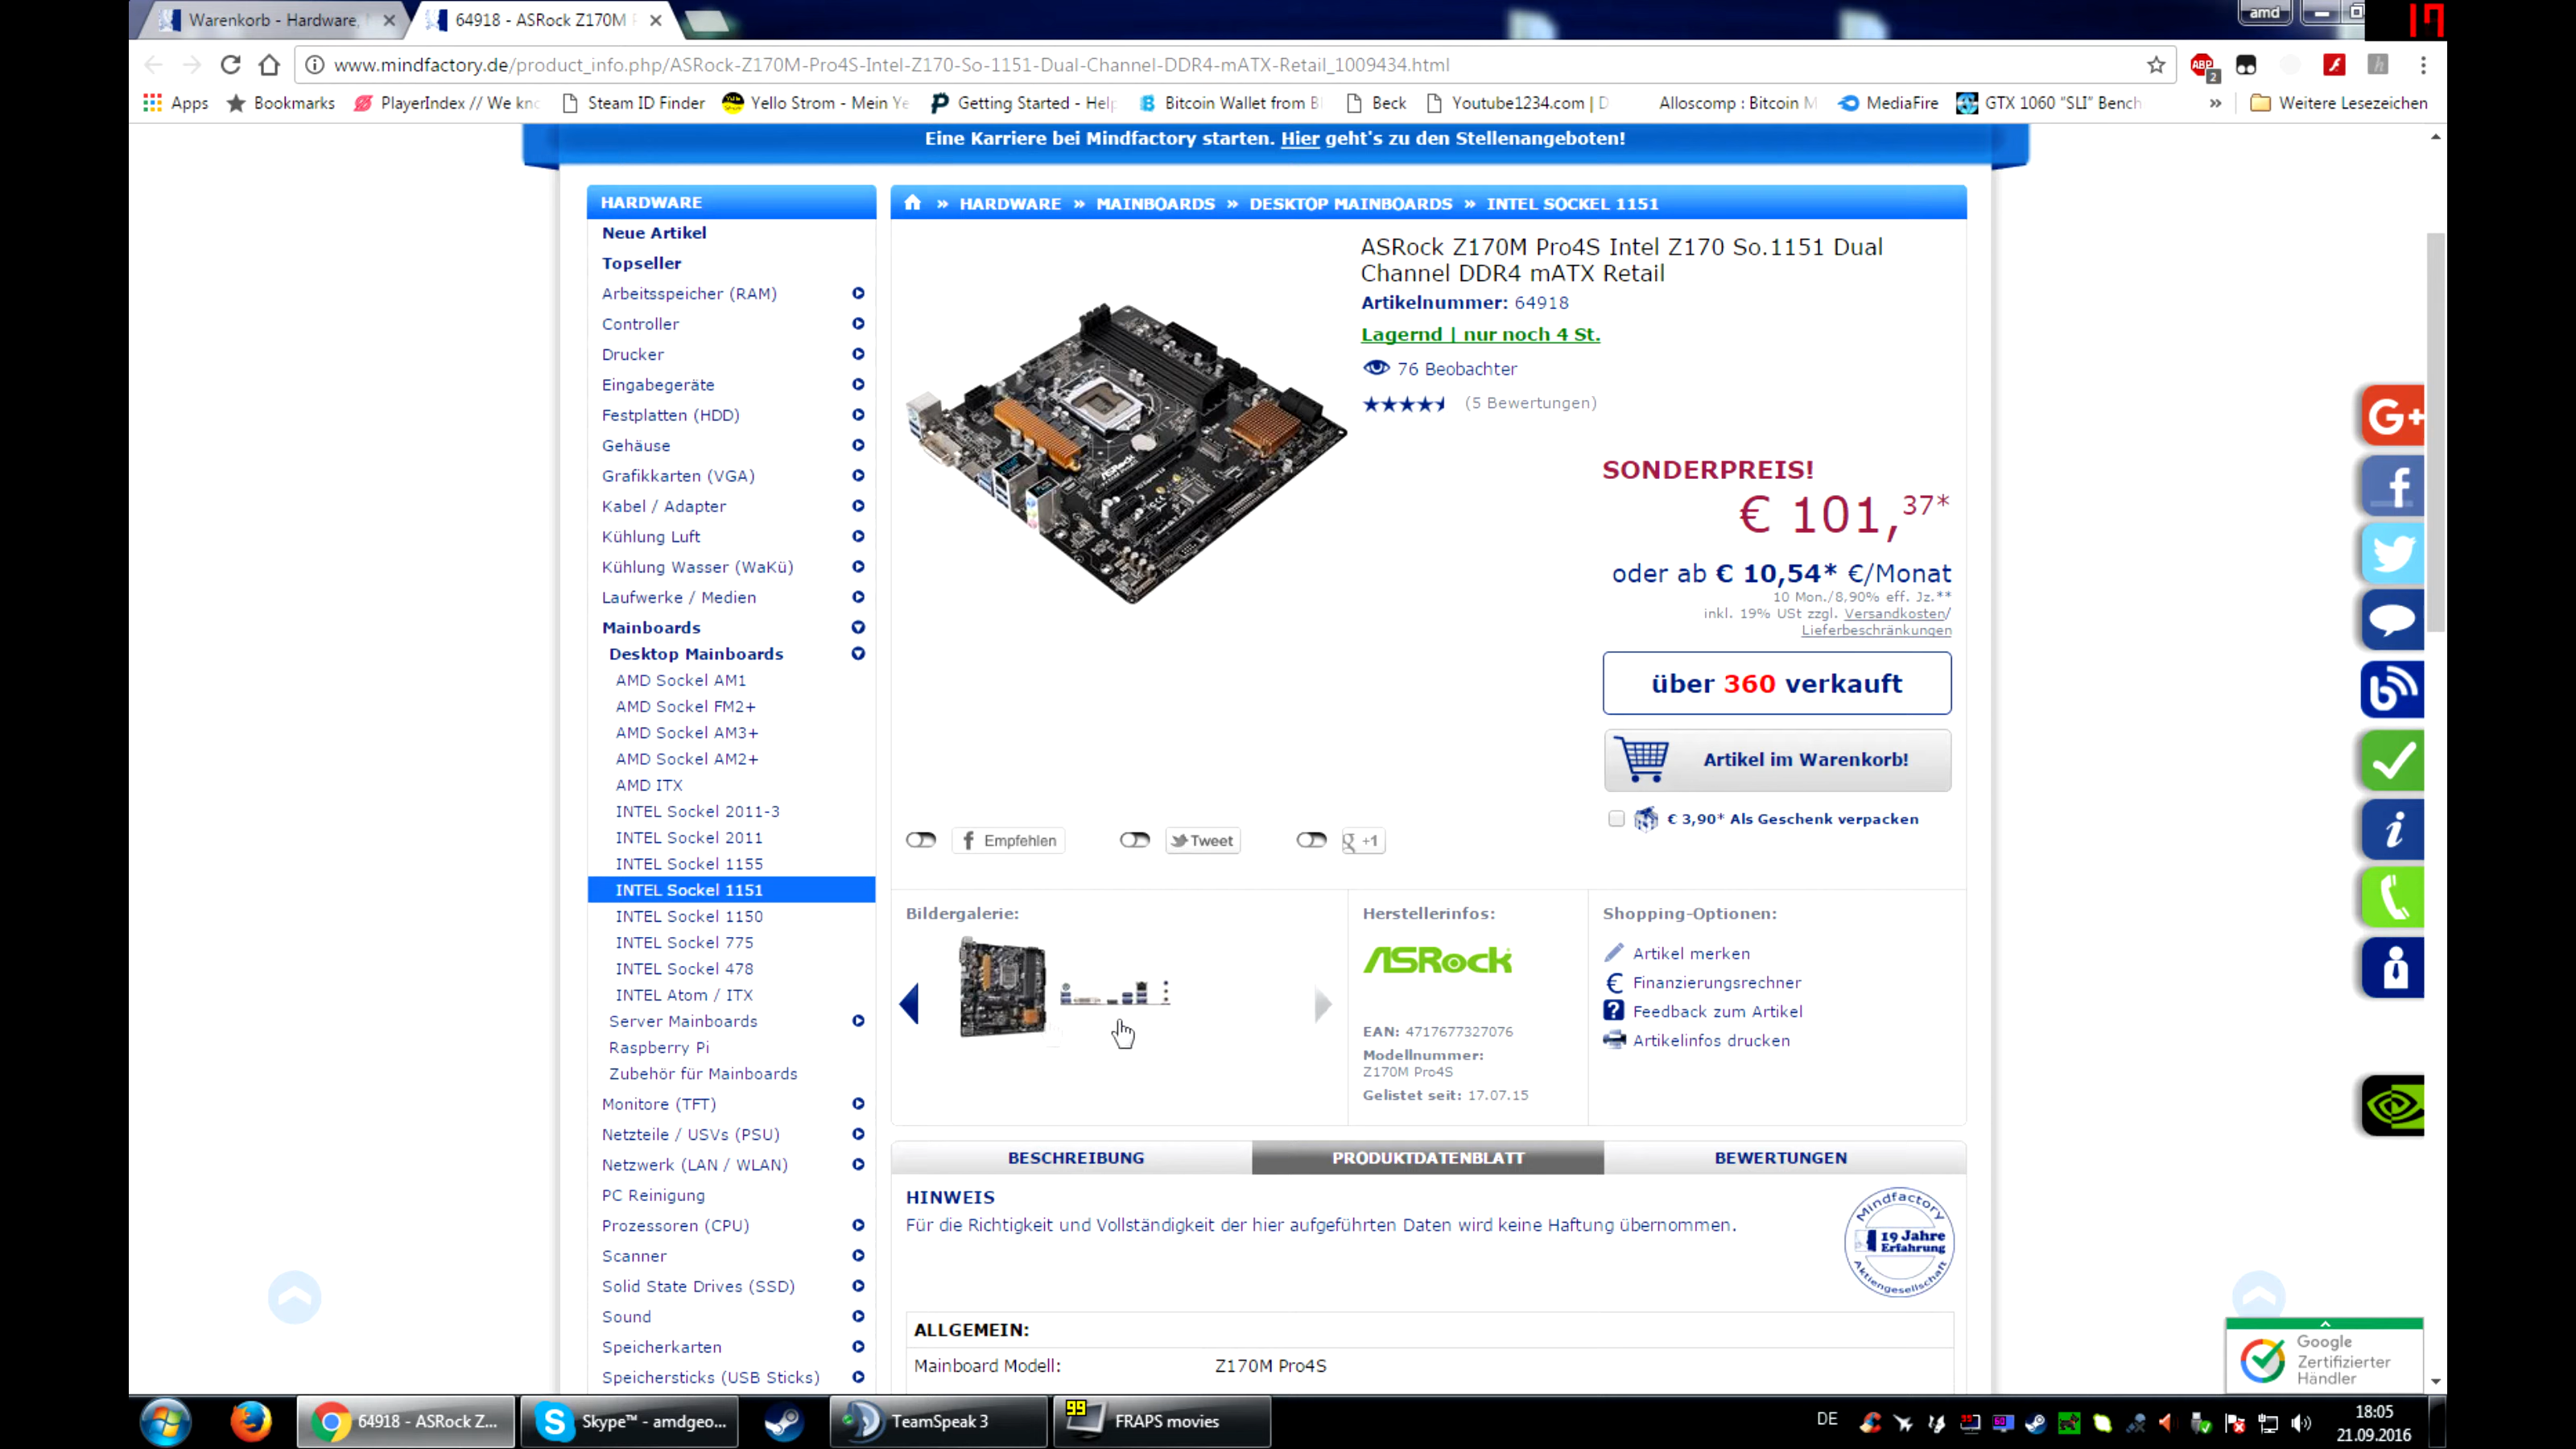 Warenkorb - Hardware,
64918 - ASRock Z170M
amd
17
www.mindfactory.de/product_info.php/ASRock-Z170M-Pro4S-Intel-Z170-So-1151-Dual-Channel-DDR4-mATX-Retail_1009434.html
ABP
2
Apps
Bookmarks
PlayerIndex // We kno
Steam ID Finder
Yello Strom - Mein Ye
Getting Started - Help
Bitcoin Wallet from B
Beck
Youtube1234.com | D
Alloscomp : Bitcoin M
MediaFire
GTX 1060 "SLI" Bench
»
Weitere Lesezeichen
Eine Karriere bei Mindfactory starten. Hier geht's zu den Stellenangeboten!
HARDWARE
Neue Artikel
Topseller
Arbeitsspeicher (RAM)
Controller
Drucker
Eingabegeräte
Festplatten (HDD)
Gehäuse
Grafikkarten (VGA)
Kabel / Adapter
Kühlung Luft
Kühlung Wasser (WaKü)
Laufwerke / Medien
Mainboards
Desktop Mainboards
AMD Sockel AM1
AMD Sockel FM2+
AMD Sockel AM3+
AMD Sockel AM2+
AMD ITX
INTEL Sockel 2011-3
INTEL Sockel 2011
INTEL Sockel 1155
INTEL Sockel 1151
INTEL Sockel 1150
INTEL Sockel 775
INTEL Sockel 478
INTEL Atom / ITX
Server Mainboards
Raspberry Pi
Zubehör für Mainboards
Monitore (TFT)
Netzteile / USVs (PSU)
Netzwerk (LAN / WLAN)
PC Reinigung
Prozessoren (CPU)
Scanner
Solid State Drives (SSD)
Sound
Speicherkarten
Speichersticks (USB Sticks)
» HARDWARE » MAINBOARDS » DESKTOP MAINBOARDS » INTEL SOCKEL 1151
ASRock
ASRock Z170M Pro4S Intel Z170 So.1151 Dual
Channel DDR4 mATX Retail
Artikelnummer: 64918
Lagernd | nur noch 4 St.
76 Beobachter
(5 Bewertungen)
SONDERPREIS!
€ 101,37*
oder ab € 10,54* €/Monat
10 Mon./8,90% eff. Jz.**
inkl. 19% USt zzgl. Versandkosten/
Lieferbeschränkungen
über 360 verkauft
Artikel im Warenkorb!
€ 3,90* Als Geschenk verpacken
Empfehlen
Tweet
+1
Bildergalerie:
Herstellerinfos:
ASRock
EAN: 4717677327076
Modellnummer:
Z170M Pro4S
Gelistet seit: 17.07.15
Shopping-Optionen:
Artikel merken
Finanzierungsrechner
Feedback zum Artikel
Artikelinfos drucken
BESCHREIBUNG
PRODUKTDATENBLATT
BEWERTUNGEN
HINWEIS
Für die Richtigkeit und Vollständigkeit der hier aufgeführten Daten wird keine Haftung übernommen.
Mindfactory
19 Jahre
Erfahrung
Aktiengesellschaft
ALLGEMEIN:
Mainboard Modell: Z170M Pro4S
G+
Google
Zertifizierter
Händler
64918 - ASRock Z...
Skype™ - amdgeo...
TeamSpeak 3
99
FRAPS movies
DE
18:05
21.09.2016